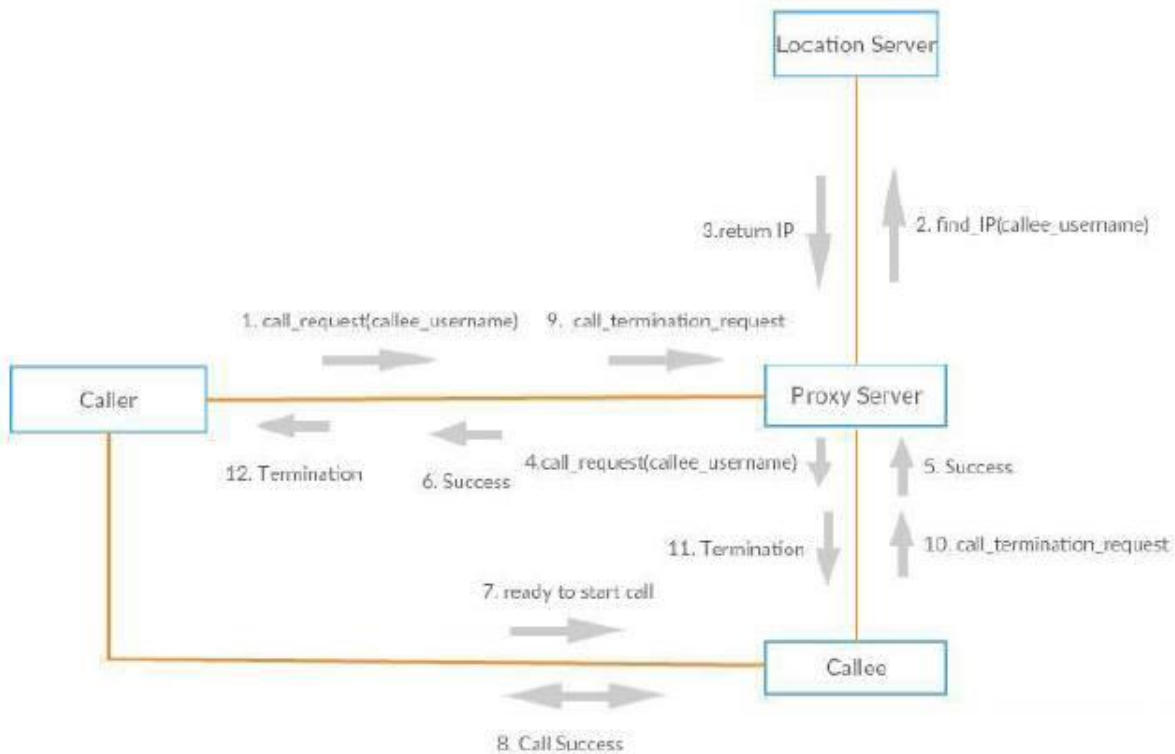 Location Server
3.return IP
2. find_IP(callee_username)
1. call_request(callee_username)
9. call_termination_request
Caller
Proxy Server
12. Termination
6. Success
4.call_request(callee_username)
5. Success
11. Termination
10. call_termination_request
7. ready to start call
Callee
8. Call Success